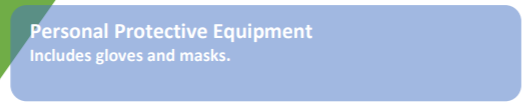 Personal Protective Equipment
Includes gloves and masks.